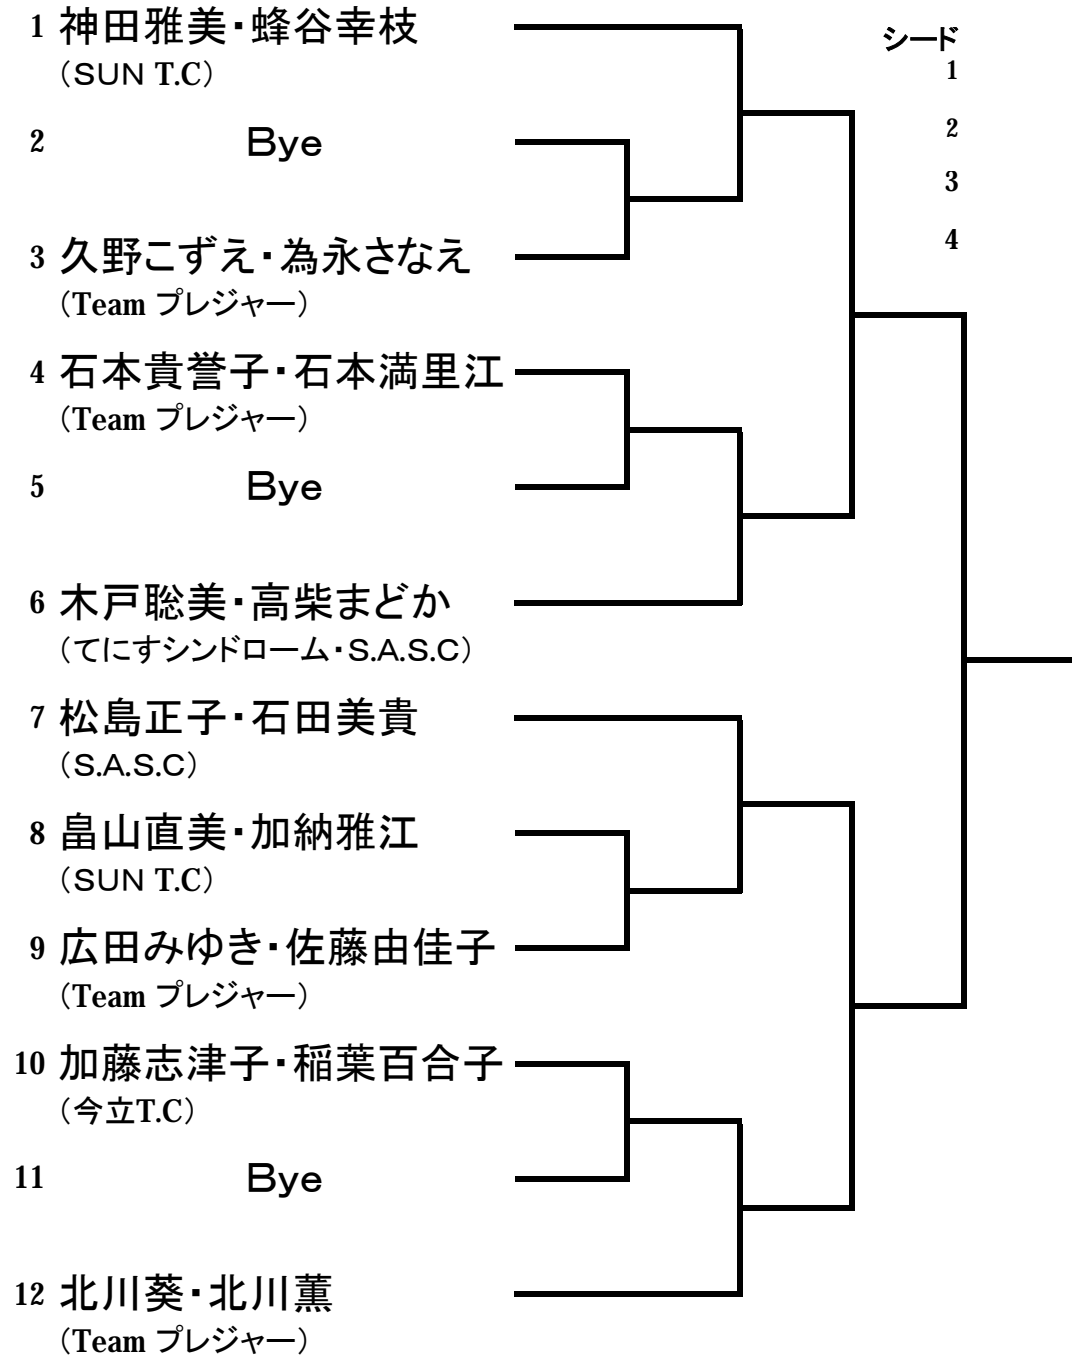 1 神田雅美・蜂谷幸枝
（SUN T.C）
2 Bye
3 久野こずえ・為永さなえ
（Team プレジャー）
4 石本貴誉子・石本満里江
（Team プレジャー）
5 Bye
6 木戸聡美・高柴まどか
（てにすシンドローム・S.A.S.C）
7 松島正子・石田美貴
（S.A.S.C）
8 畠山直美・加納雅江
（SUN T.C）
9 広田みゆき・佐藤由佳子
（Team プレジャー）
10 加藤志津子・稲葉百合子
（今立T.C）
11 Bye
12 北川葵・北川薫
（Team プレジャー）
シード
1
2
3
4